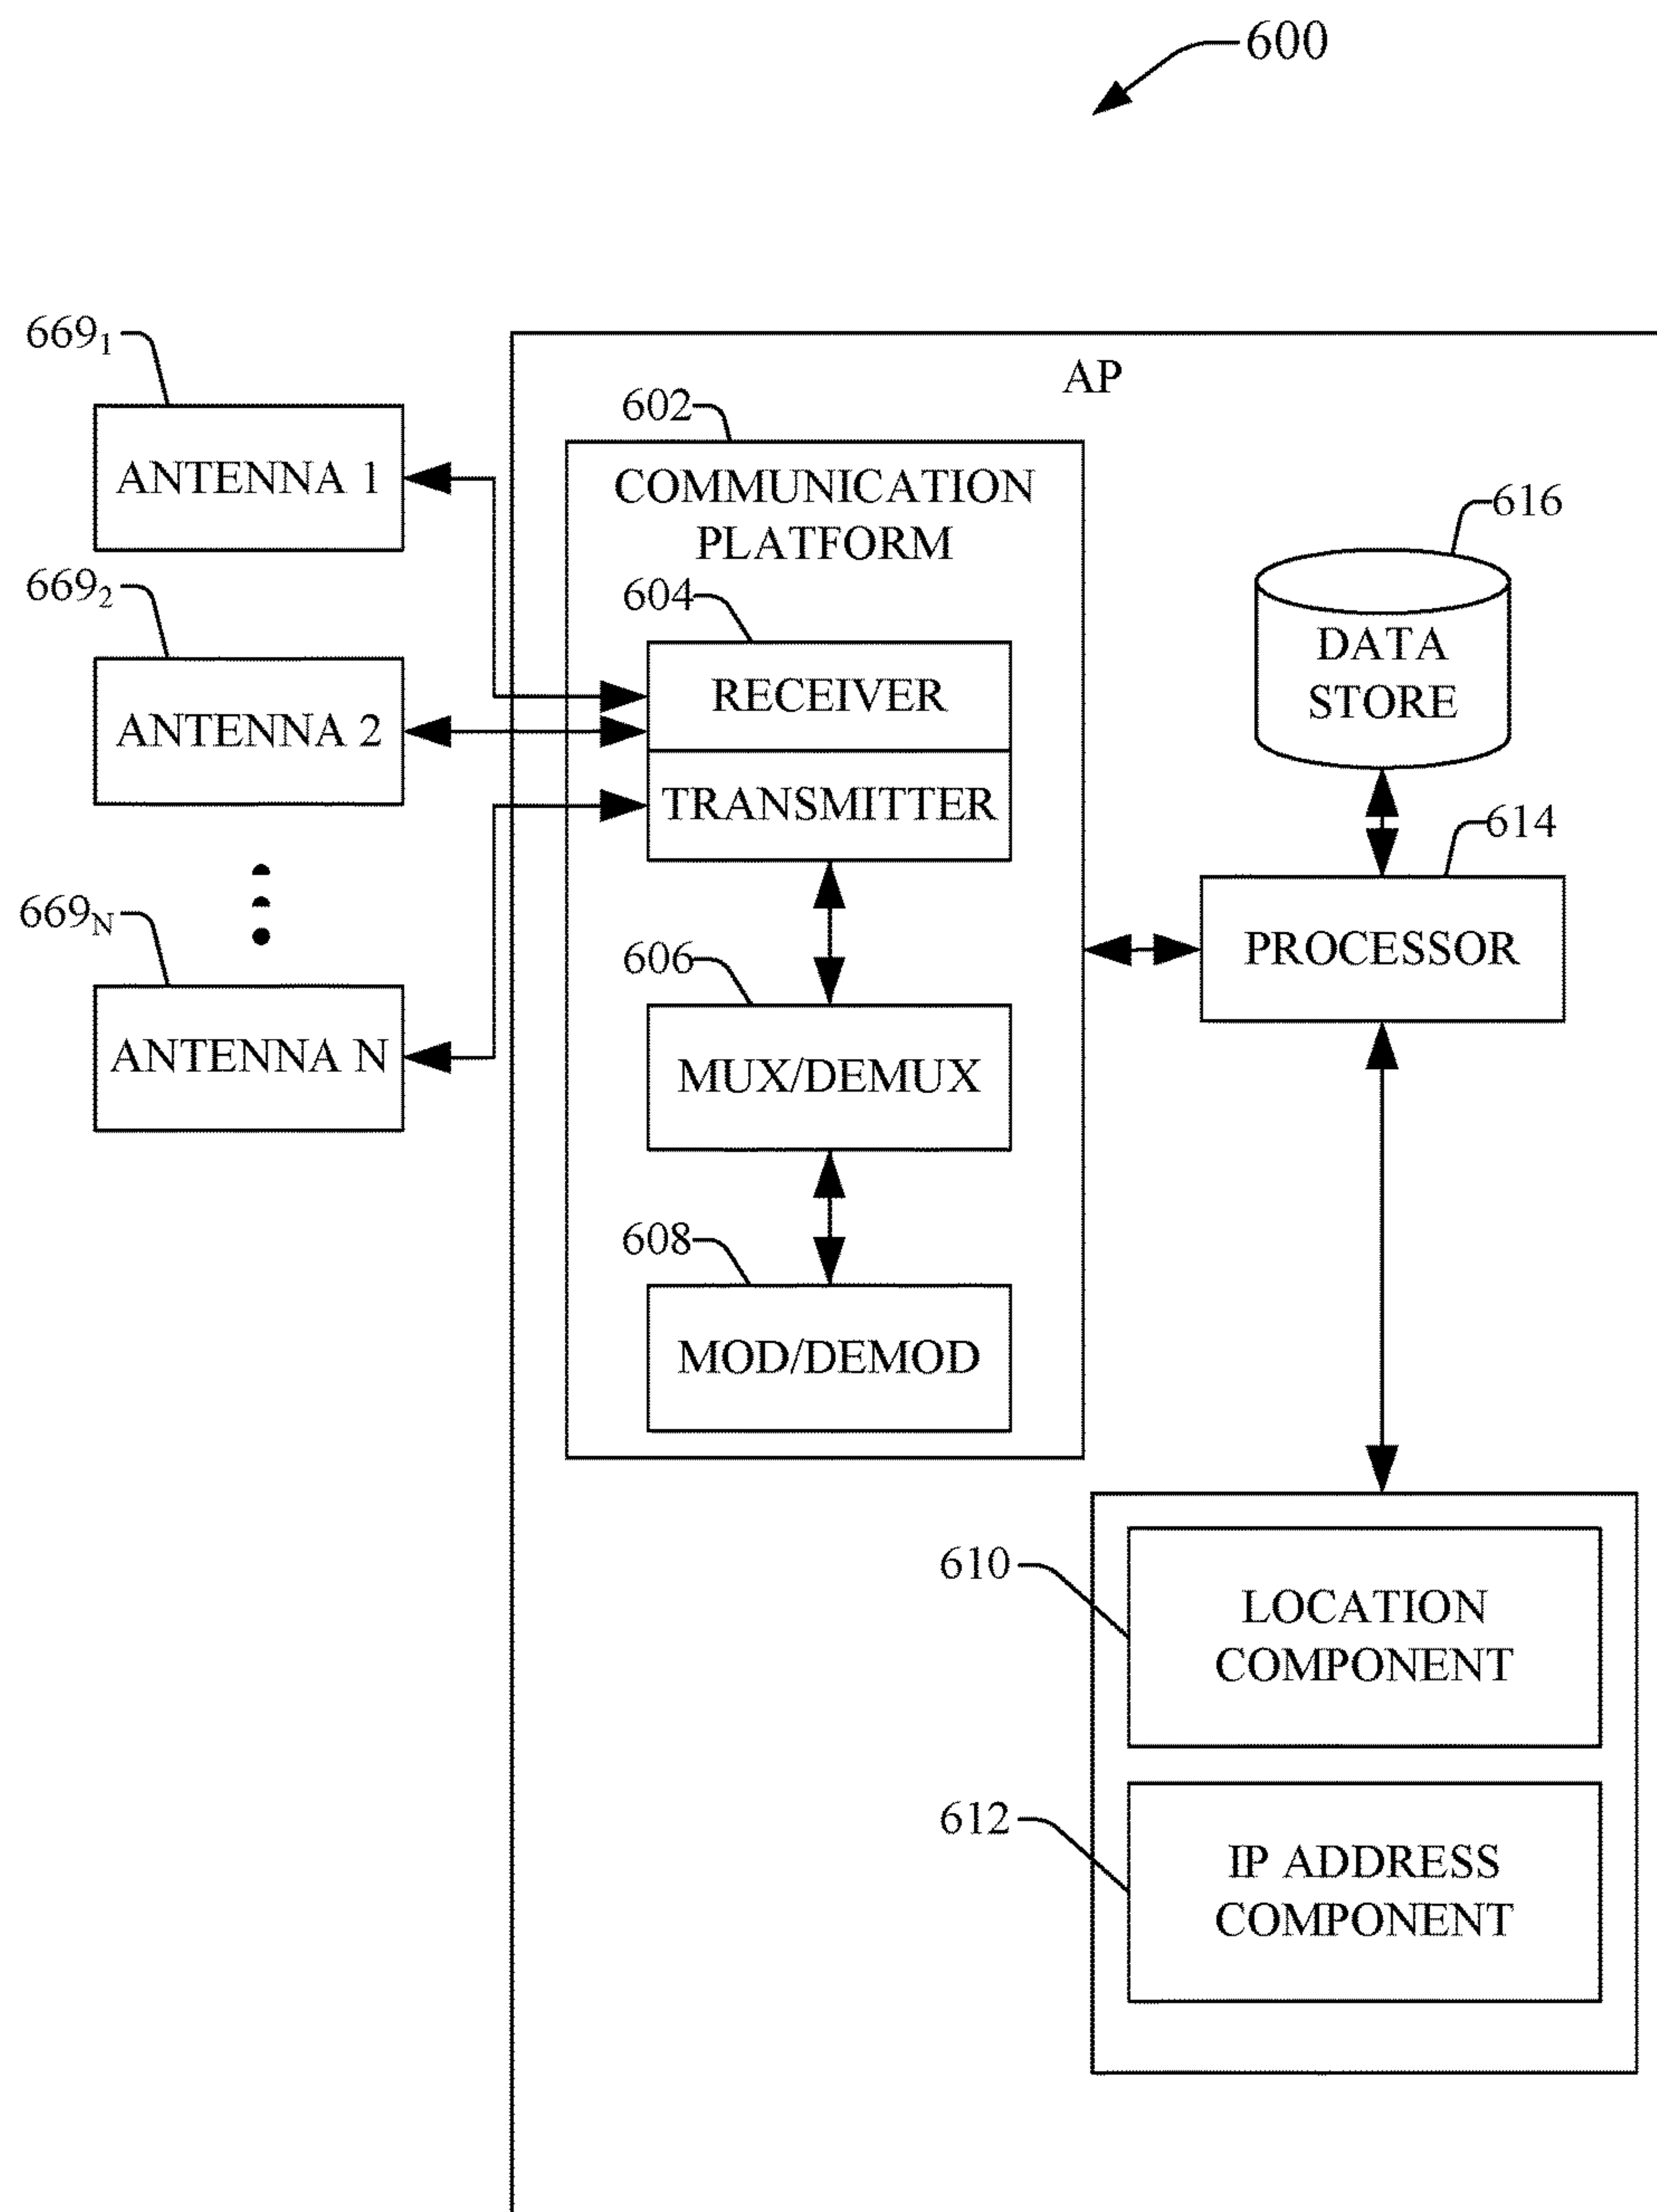 600
669₁
AP
602
ANTENNA 1
COMMUNICATION
PLATFORM
616
669₂
604
DATA
STORE
RECEIVER
ANTENNA 2
TRANSMITTER
614
669N
606
PROCESSOR
ANTENNA N
MUX/DEMUX
608
MOD/DEMOD
610
LOCATION
COMPONENT
612
IP ADDRESS
COMPONENT